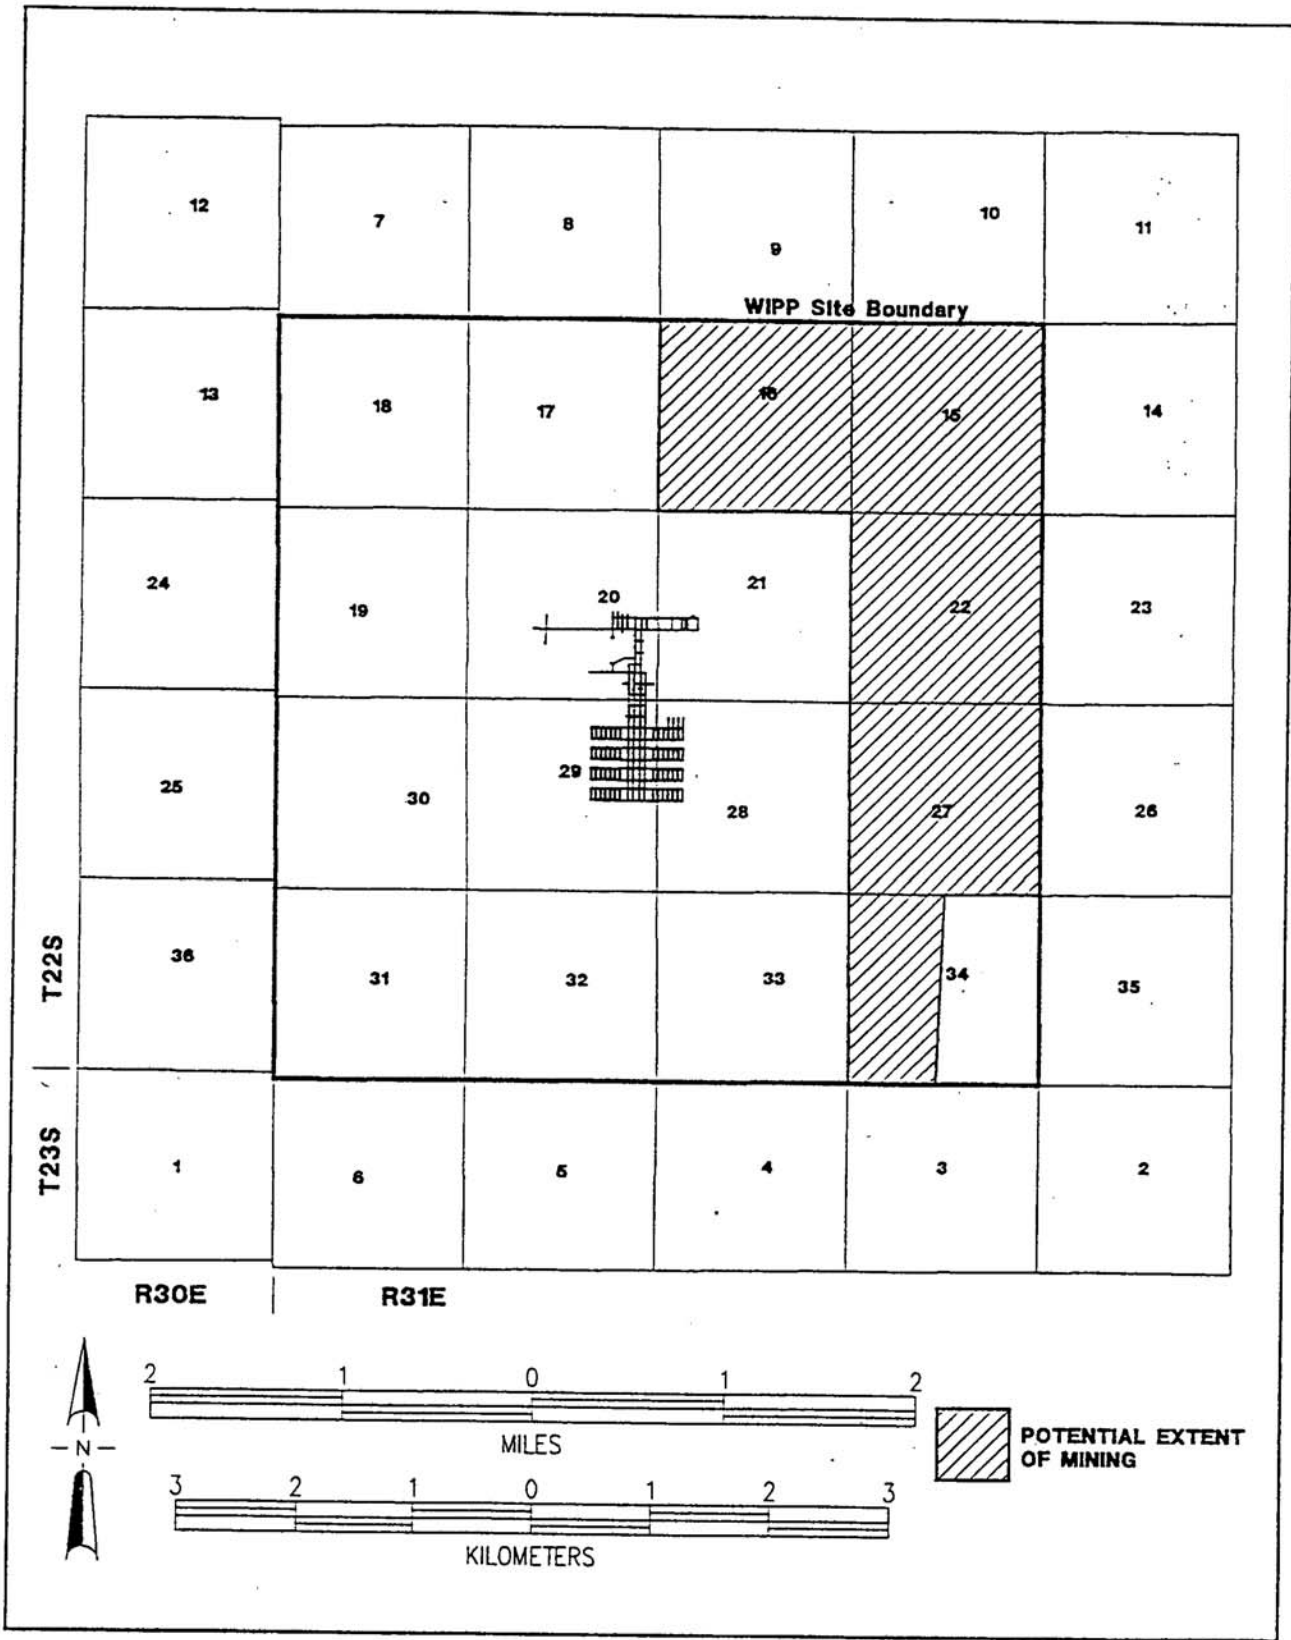 12 7 8 9 10 11
WIPP Site Boundary
13 18 17 16 15 14
24 19 20 21 22 23
25 30 29 28 27 26
T22S 36 31 32 33 34 35
T23S 1 6 5 4 3 2
R30E R31E
2 1 0 1 2
MILES
N
POTENTIAL EXTENT
OF MINING
3 2 1 0 1 2 3
KILOMETERS